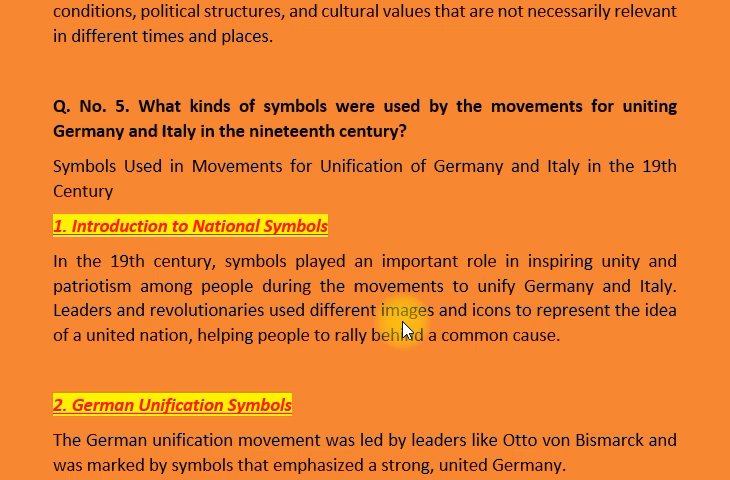 conditions, political structures, and cultural values that are not necessarily relevant
in different times and places.
Q. No. 5. What kinds of symbols were used by the movements for uniting
Germany and Italy in the nineteenth century?
Symbols Used in Movements for Unification of Germany and Italy in the 19th
Century
1. Introduction to National Symbols
In the 19th century, symbols played an important role in inspiring unity and
patriotism among people during the movements to unify Germany and Italy.
Leaders and revolutionaries used different images and icons to represent the idea
of a united nation, helping people to rally behind a common cause.
2. German Unification Symbols
The German unification movement was led by leaders like Otto von Bismarck and
was marked by symbols that emphasized a strong, united Germany.